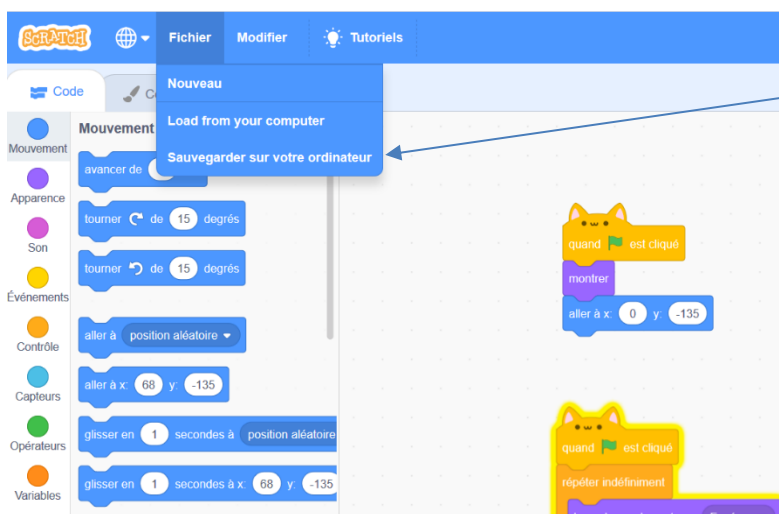 SCRATCH
Fichier Modifier Tutoriels
Nouveau
Load from your computer
Sauvegarder sur votre ordinateur
Code
Mouvement
Apparence
Son
Événements
Contrôle
Capteurs
Opérateurs
Variables
Mouvement
avancer de
tourner de 15 degrés
tourner de 15 degrés
aller à position aléatoire
aller à x: 68 y: -135
glisser en 1 secondes à position aléatoire
glisser en 1 secondes à x: 68 y: -135
quand est cliqué
montrer
aller à x: 0 y: -135
quand est cliqué
répéter indéfiniment